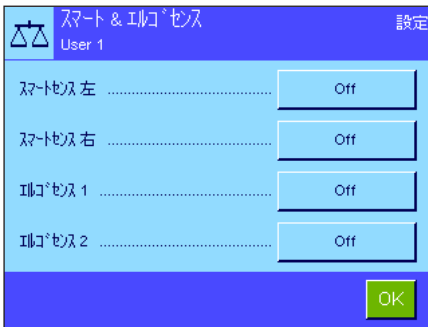 ｽﾏｰﾄ & ｴﾙｺﾞｾﾝｽ
設定
User 1
ｽﾏｰﾄｾﾝｽ 左 ........................................ Off
ｽﾏｰﾄｾﾝｽ 右 ........................................ Off
ｴﾙｺﾞｾﾝｽ 1 .......................................... Off
ｴﾙｺﾞｾﾝｽ 2 .......................................... Off
OK